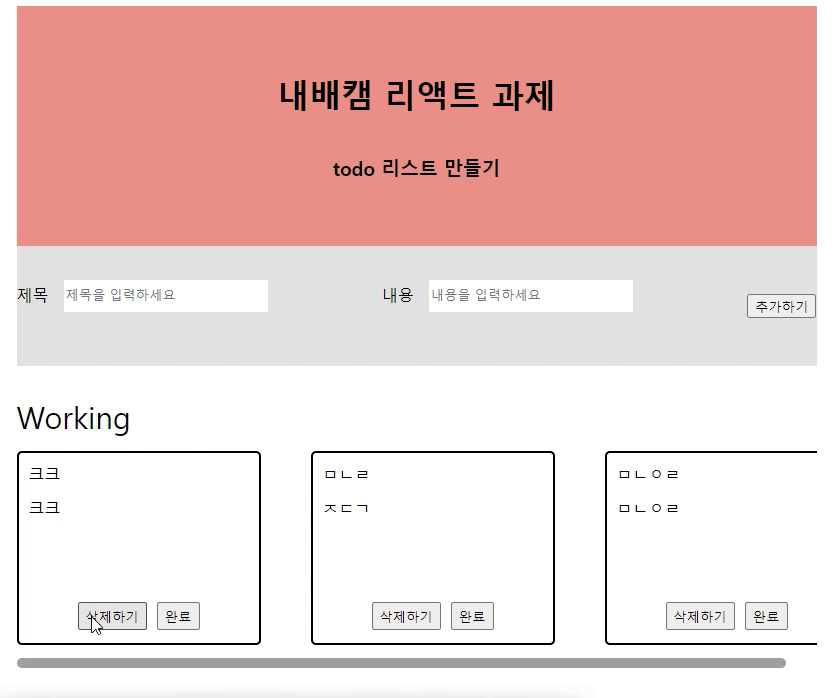 내배캠 리액트 과제
todo 리스트 만들기
제목 제목을 입력하세요 내용 내용을 입력하세요 추가하기
Working
크크 ㅁㄴㄹ ㅁㄴㅇㄹ
크크 ㅈㄷㄱ ㅁㄴㅇㄹ
삭제하기 완료 삭제하기 완료 삭제하기 완료